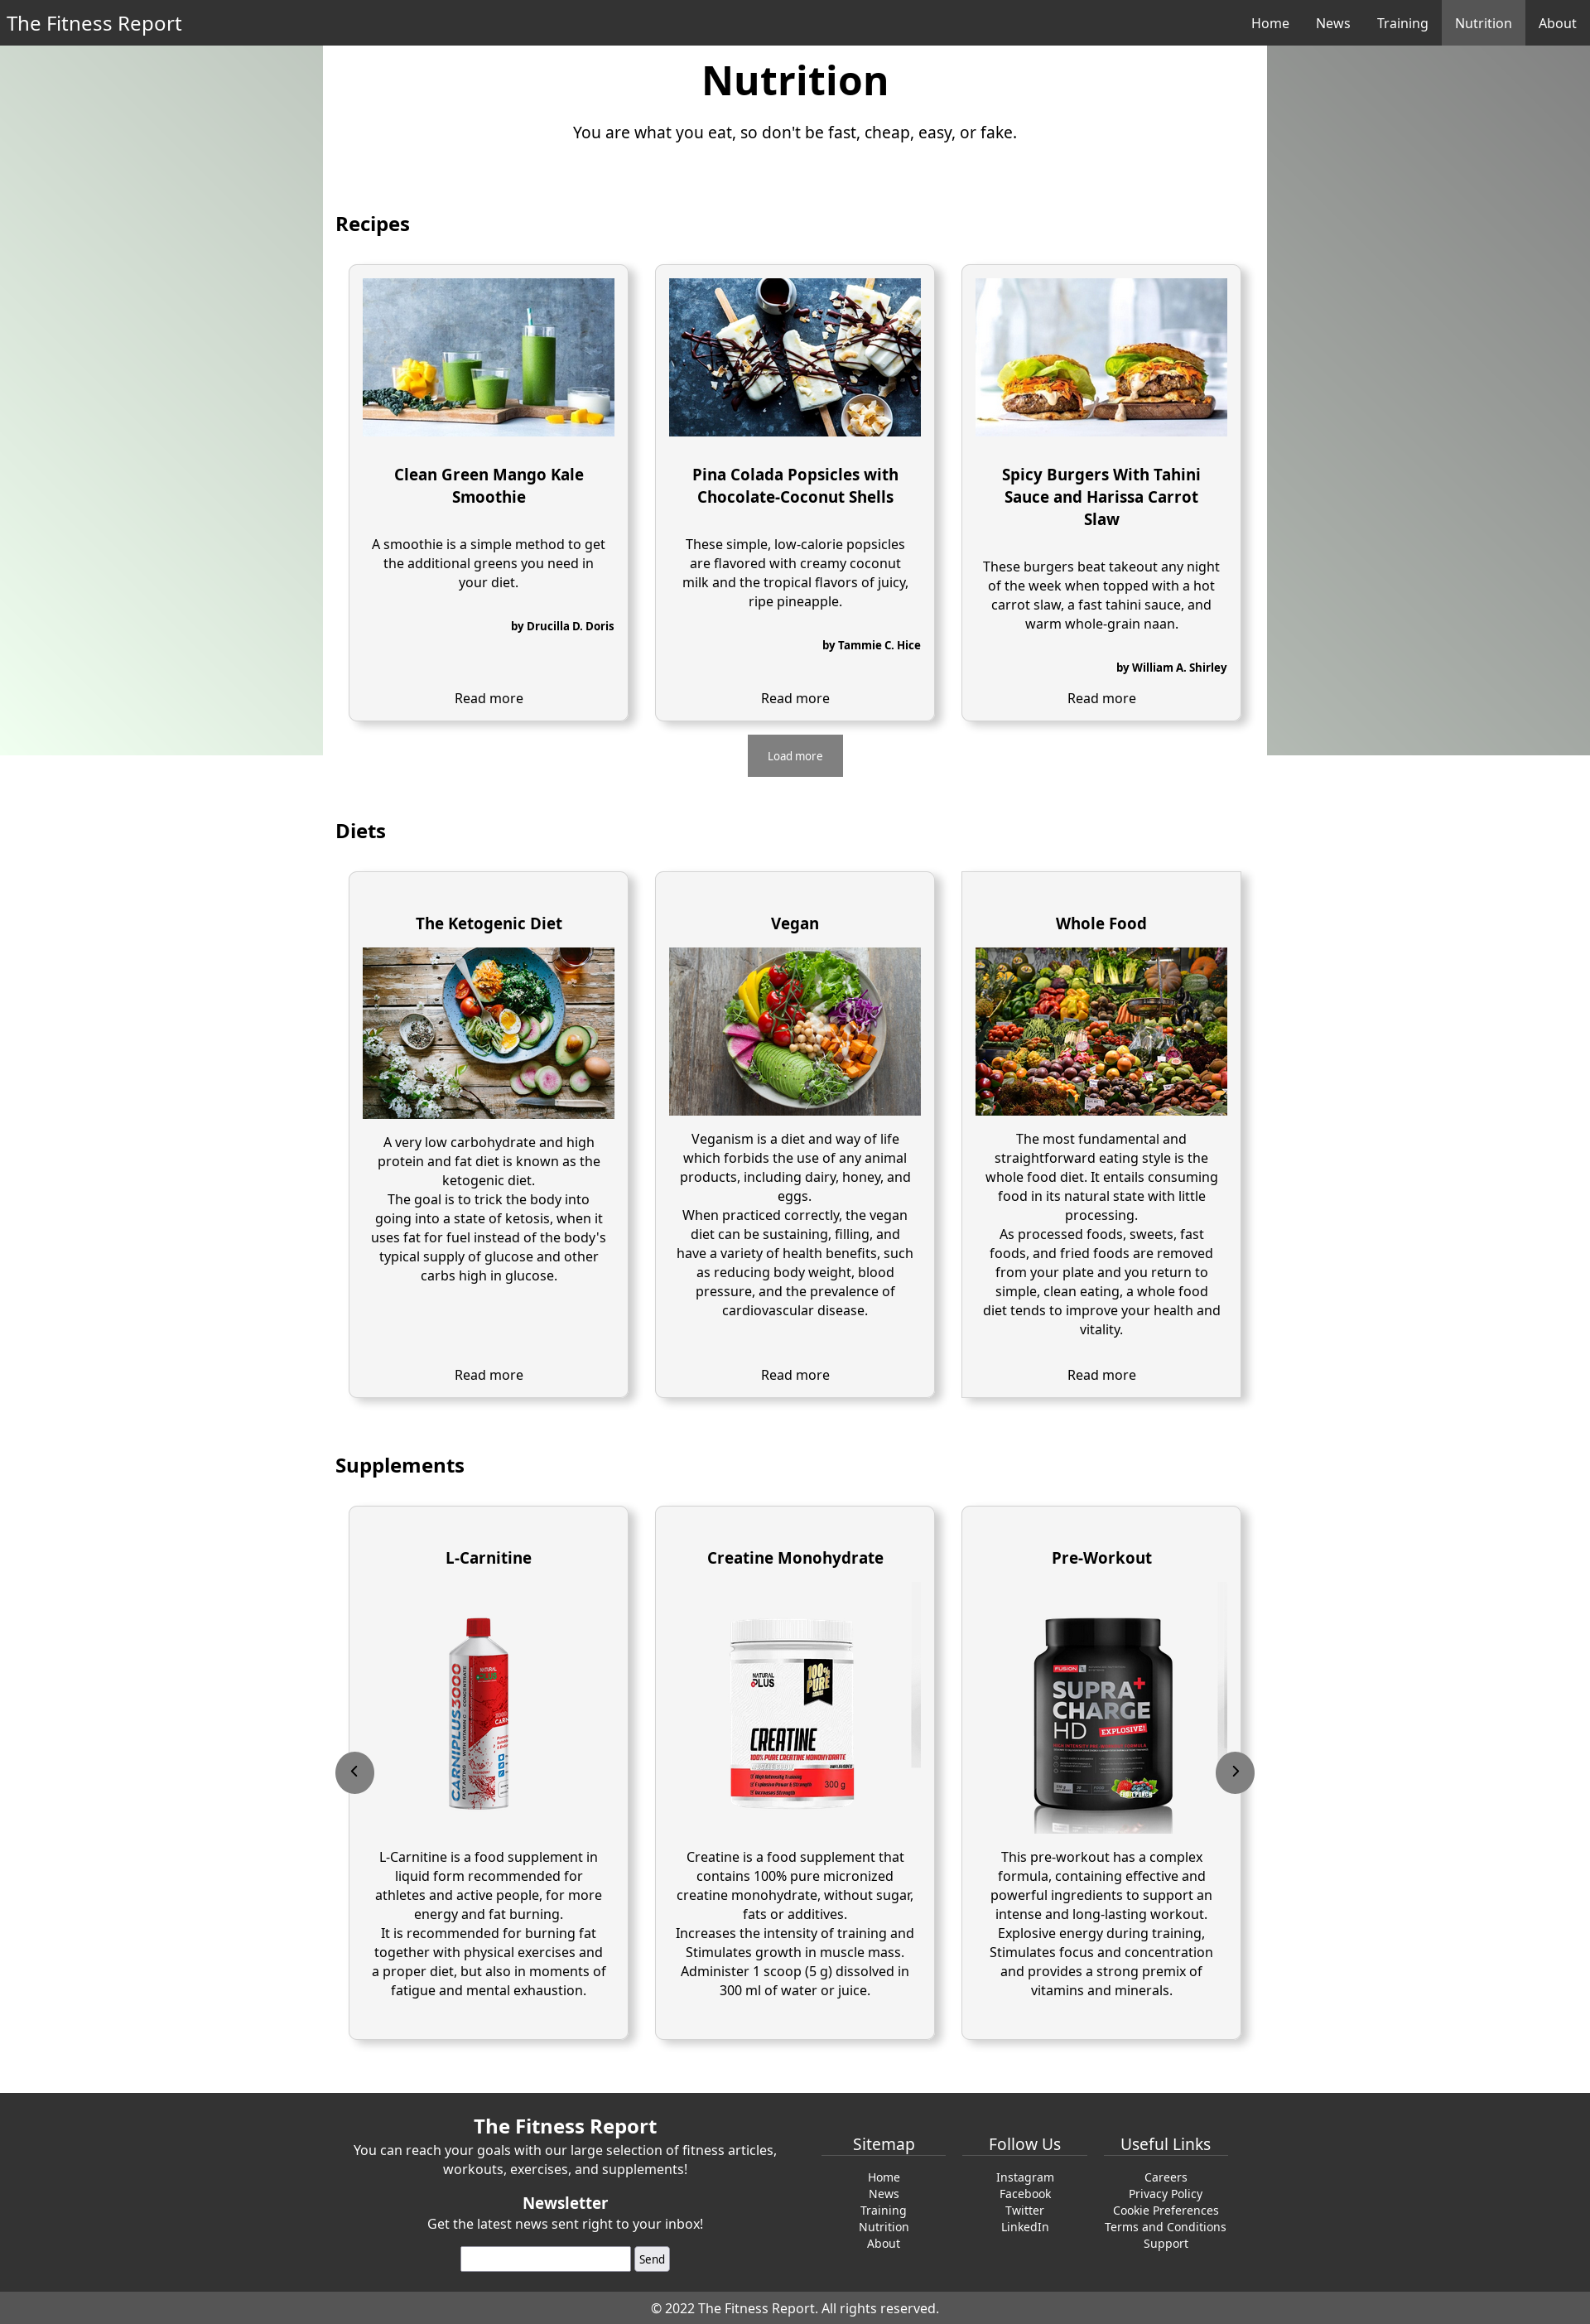 The Fitness Report
Home News Training Nutrition About
Nutrition
You are what you eat, so don't be fast, cheap, easy, or fake.
Recipes
Clean Green Mango Kale
Smoothie
A smoothie is a simple method to get
the additional greens you need in
your diet.
by Drucilla D. Doris
Read more
Pina Colada Popsicles with
Chocolate-Coconut Shells
These simple, low-calorie popsicles
are flavored with creamy coconut
milk and the tropical flavors of juicy,
ripe pineapple.
by Tammie C. Hice
Read more
Spicy Burgers With Tahini
Sauce and Harissa Carrot
Slaw
These burgers beat takeout any night
of the week when topped with a hot
carrot slaw, a fast tahini sauce, and
warm whole-grain naan.
by William A. Shirley
Read more
Load more
Diets
The Ketogenic Diet
A very low carbohydrate and high
protein and fat diet is known as the
ketogenic diet.
The goal is to trick the body into
going into a state of ketosis, when it
uses fat for fuel instead of the body's
typical supply of glucose and other
carbs high in glucose.
Read more
Vegan
Veganism is a diet and way of life
which forbids the use of any animal
products, including dairy, honey, and
eggs.
When practiced correctly, the vegan
diet can be sustaining, filling, and
have a variety of health benefits, such
as reducing body weight, blood
pressure, and the prevalence of
cardiovascular disease.
Read more
Whole Food
The most fundamental and
straightforward eating style is the
whole food diet. It entails consuming
food in its natural state with little
processing.
As processed foods, sweets, fast
foods, and fried foods are removed
from your plate and you return to
simple, clean eating, a whole food
diet tends to improve your health and
vitality.
Read more
Supplements
L-Carnitine
NATURAL
PLUS
CARNIPLUS3000
L-Carnitine is a food supplement in
liquid form recommended for
athletes and active people, for more
energy and fat burning.
It is recommended for burning fat
together with physical exercises and
a proper diet, but also in moments of
fatigue and mental exhaustion.
Creatine Monohydrate
NATURAL
PLUS
100%
PURE
CREATINE
100% PURE CREATINE MONOHYDRATE
High Intensity Training
Explosive Power & Strength
Increases Strength
300 g
Creatine is a food supplement that
contains 100% pure micronized
creatine monohydrate, without sugar,
fats or additives.
Increases the intensity of training and
Stimulates growth in muscle mass.
Administer 1 scoop (5 g) dissolved in
300 ml of water or juice.
Pre-Workout
FUSION
SUPRA+
CHARGE
HD EXPLOSIVE!
FRUIT PUNCH
This pre-workout has a complex
formula, containing effective and
powerful ingredients to support an
intense and long-lasting workout.
Explosive energy during training,
Stimulates focus and concentration
and provides a strong premix of
vitamins and minerals.
The Fitness Report
You can reach your goals with our large selection of fitness articles,
workouts, exercises, and supplements!
Newsletter
Get the latest news sent right to your inbox!
Send
Sitemap
Home
News
Training
Nutrition
About
Follow Us
Instagram
Facebook
Twitter
LinkedIn
Useful Links
Careers
Privacy Policy
Cookie Preferences
Terms and Conditions
Support
© 2022 The Fitness Report. All rights reserved.